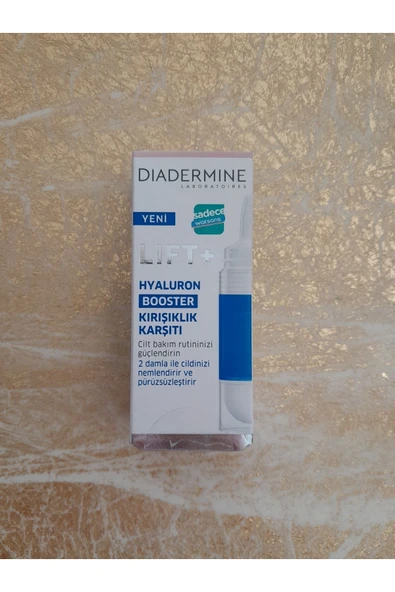 DIADERMINE
LABORATOIRES
YENİ
sadece
watsons
LIFT+
HYALURON
BOOSTER
KIRIŞIKLIK
KARŞITI
Cilt bakım rutininizi
güçlendirin
2 damla ile cildinizi
nemlendirir ve
pürüzsüzleştirir